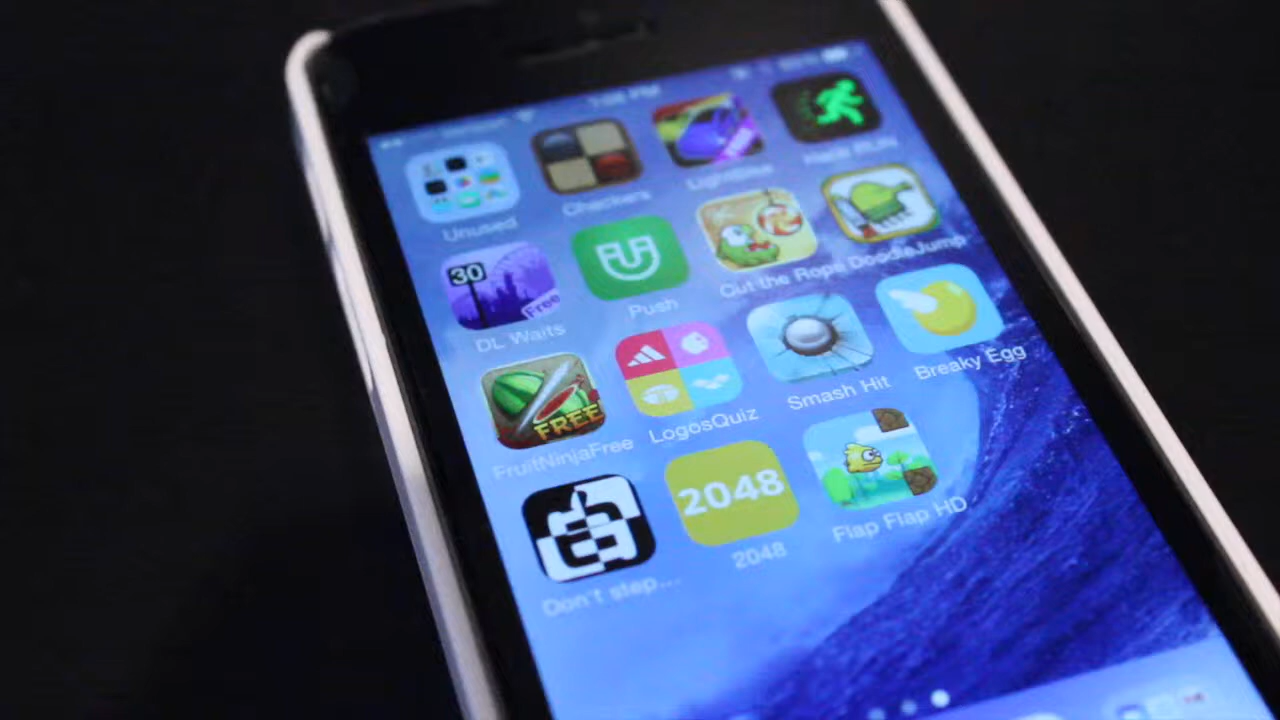 Unused
Checkers
DL Waits
Push
Cut the Rope
DoodleJump
FruitNinjaFree
LogosQuiz
Smash Hit
Breaky Egg
Don't step...
2048
Flap Flap HD
30
Free
FREE
2048